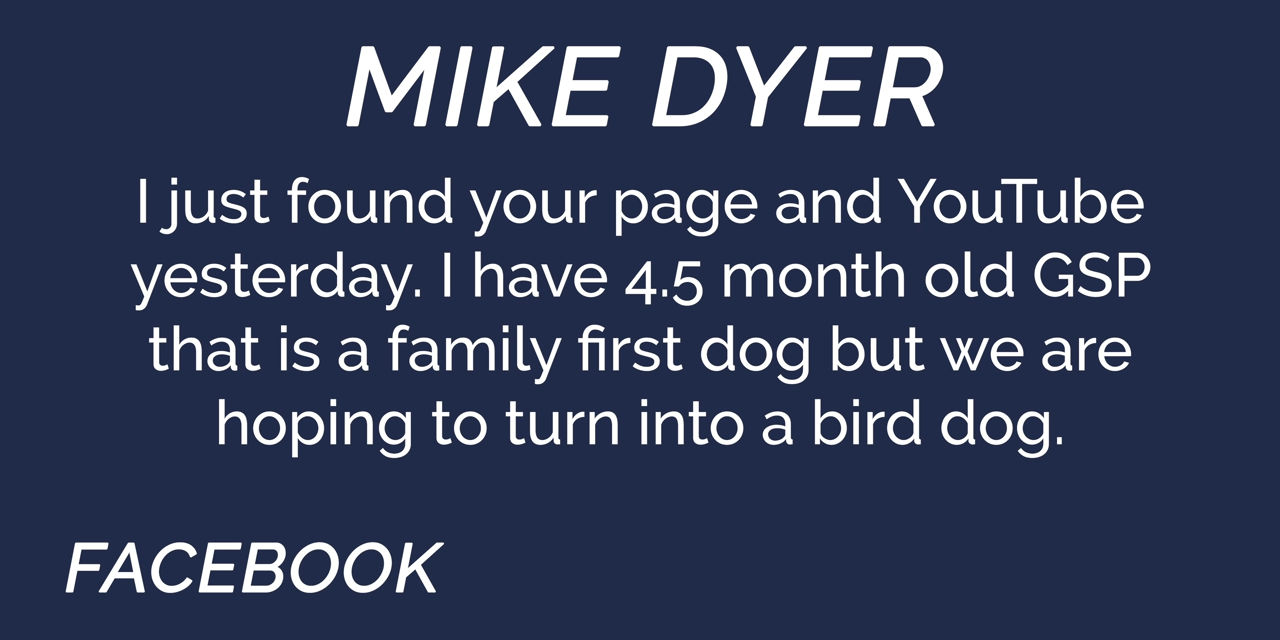 MIKE DYER
I just found your page and YouTube
yesterday. I have 4.5 month old GSP
that is a family first dog but we are
hoping to turn into a bird dog.
FACEBOOK